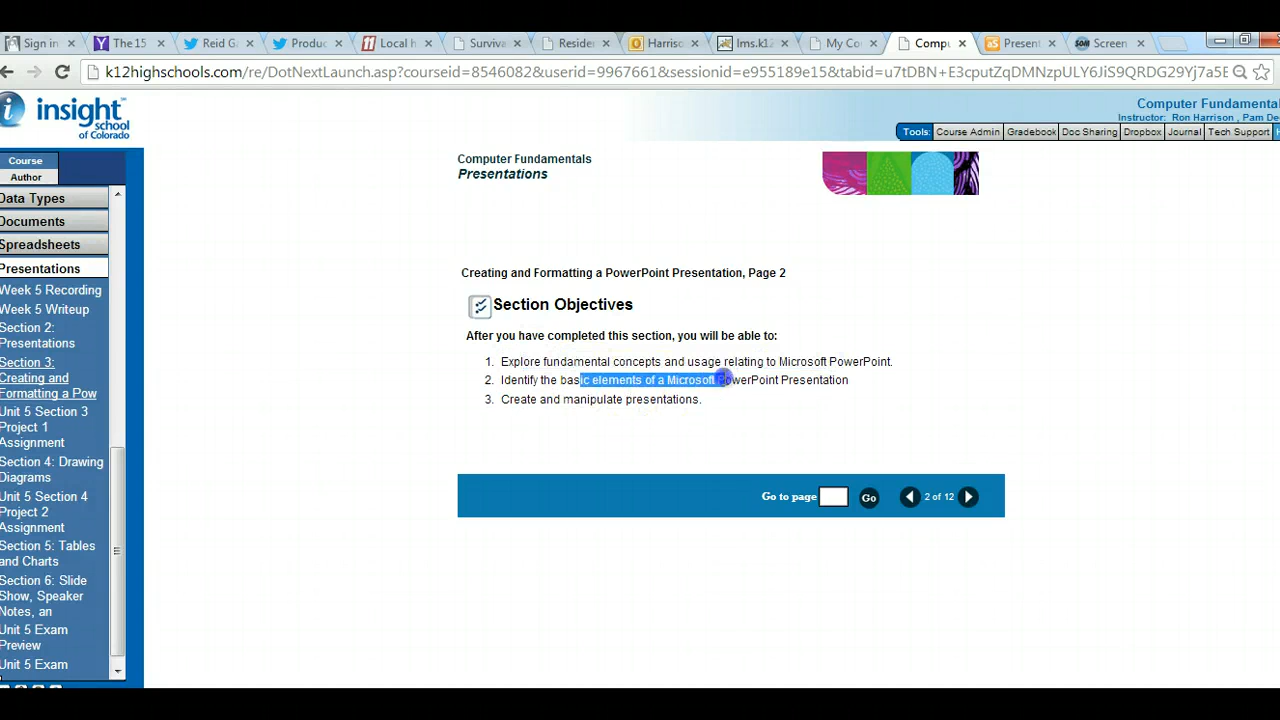 Sign in
The 15
Reid G
Produc
Local h
Surviva
Reside
Harriso
lms.k12
My Co
Compu
Present
Screen
k12highschools.com/re/DotNextLaunch.asp?courseid=8546082&userid=9967661&sessionid=e955189e15&tabid=u7tDBN+E3cputZqDMNzpULY6JiS9QRDG29Yj7a5E
insight
school
of Colorado
Computer Fundamental
Instructor: Ron Harrison , Pam De
Tools: Course Admin Gradebook Doc Sharing Dropbox Journal Tech Support
Course
Author
Data Types
Documents
Spreadsheets
Presentations
Week 5 Recording
Week 5 Writeup
Section 2:
Presentations
Section 3:
Creating and
Formatting a Pow
Unit 5 Section 3
Project 1
Assignment
Section 4: Drawing
Diagrams
Unit 5 Section 4
Project 2
Assignment
Section 5: Tables
and Charts
Section 6: Slide
Show, Speaker
Notes, an
Unit 5 Exam
Preview
Unit 5 Exam
Computer Fundamentals
Presentations
Creating and Formatting a PowerPoint Presentation, Page 2
Section Objectives
After you have completed this section, you will be able to:
1. Explore fundamental concepts and usage relating to Microsoft PowerPoint.
2. Identify the basic elements of a Microsoft PowerPoint Presentation
3. Create and manipulate presentations.
Go to page Go 2 of 12